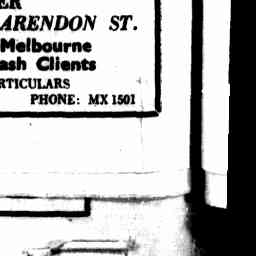 ER
ARENDON ST.
Melbourne
ash Clients
RTICULARS
PHONE: MX 1501